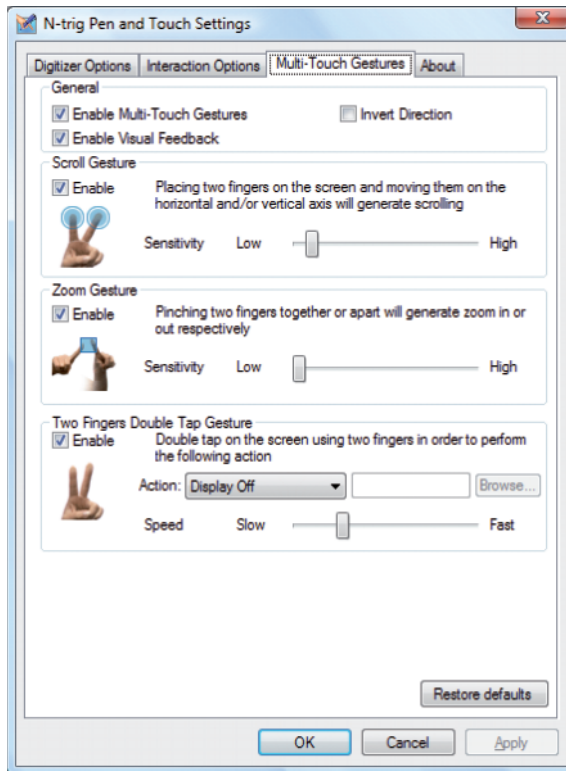 N-trig Pen and Touch Settings
Digitizer Options Interaction Options Multi-Touch Gestures About
General
Enable Multi-Touch Gestures Invert Direction
Enable Visual Feedback
Scroll Gesture
Enable Placing two fingers on the screen and moving them on the
horizontal and/or vertical axis will generate scrolling
Sensitivity Low High
Zoom Gesture
Enable Pinching two fingers together or apart will generate zoom in or
out respectively
Sensitivity Low High
Two Fingers Double Tap Gesture
Enable Double tap on the screen using two fingers in order to perform
the following action
Action: Display Off Browse...
Speed Slow Fast
Restore defaults
OK Cancel Apply